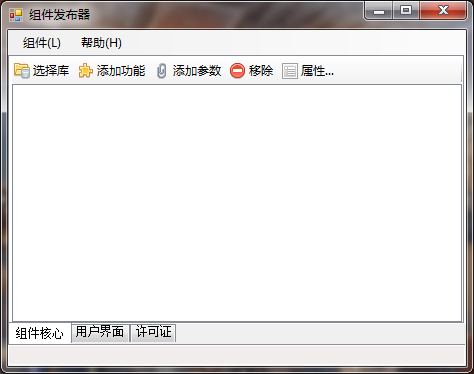 组件发布器
组件(L) 帮助(H)
选择库 添加功能 添加参数 移除 属性...
组件核心 用户界面 许可证